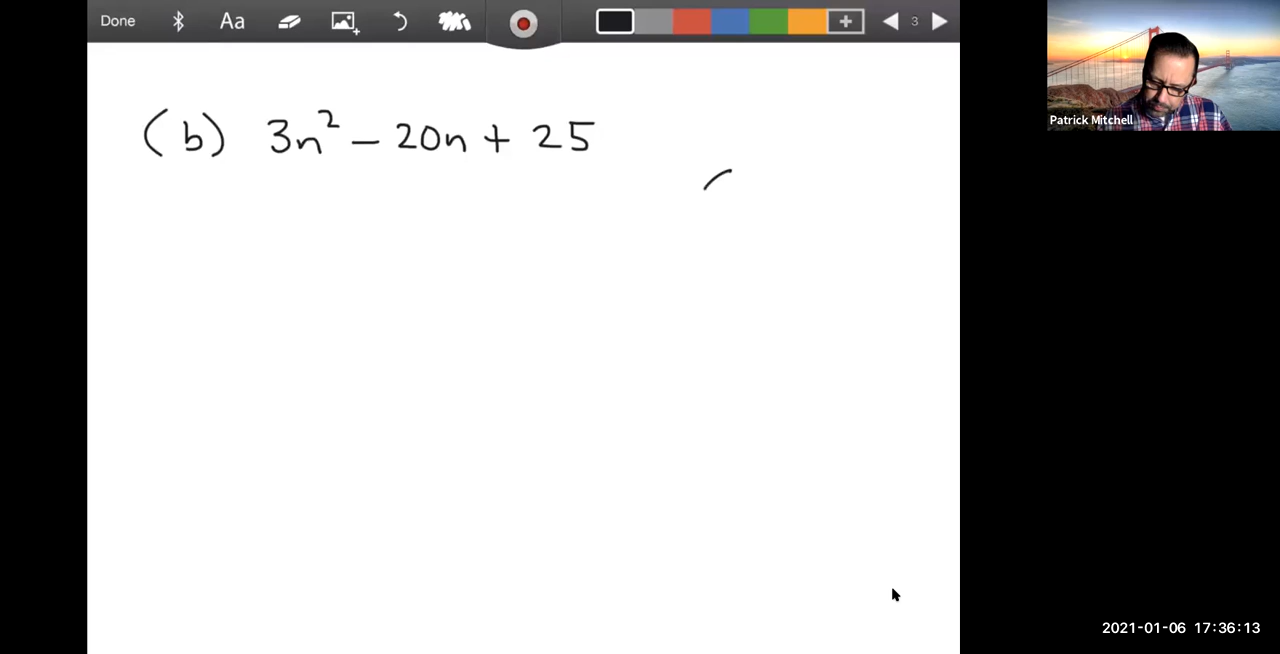 Done Aa 3
Patrick Mitchell
(b) 3n² − 20n + 25
2021-01-06 17:36:13